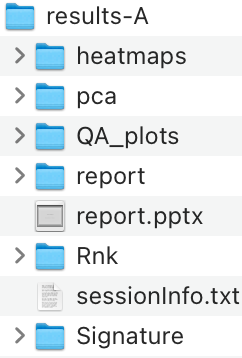 results-A
heatmaps
pca
QA_plots
report
report.pptx
Rnk
sessionInfo.txt
Signature